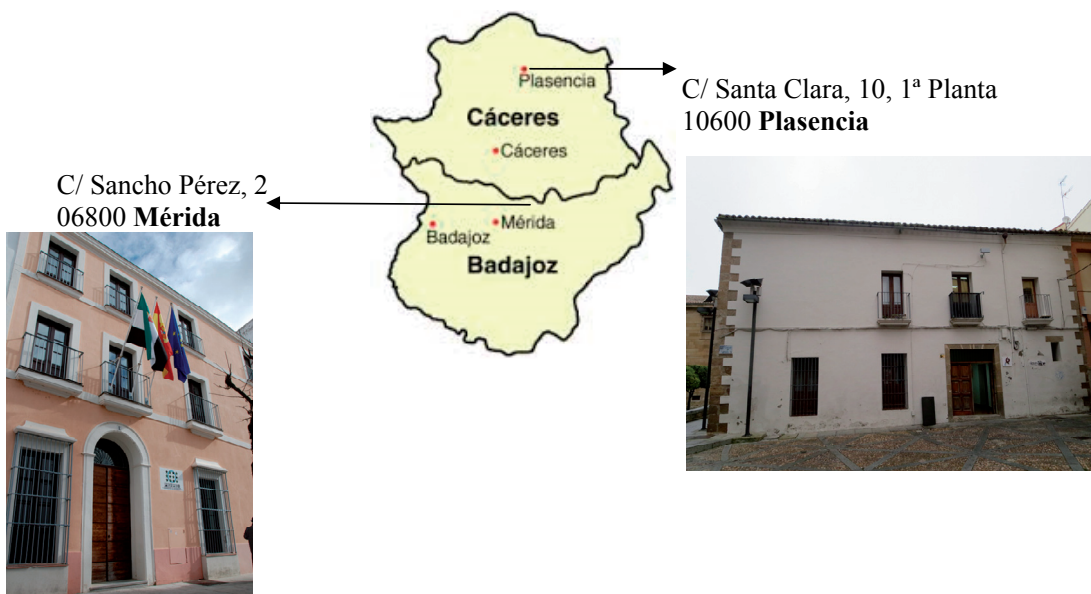 Plasencia
Cáceres
Cáceres
Badajoz
Mérida
Badajoz
C/ Santa Clara, 10, 1ª Planta
10600 Plasencia
C/ Sancho Pérez, 2
06800 Mérida